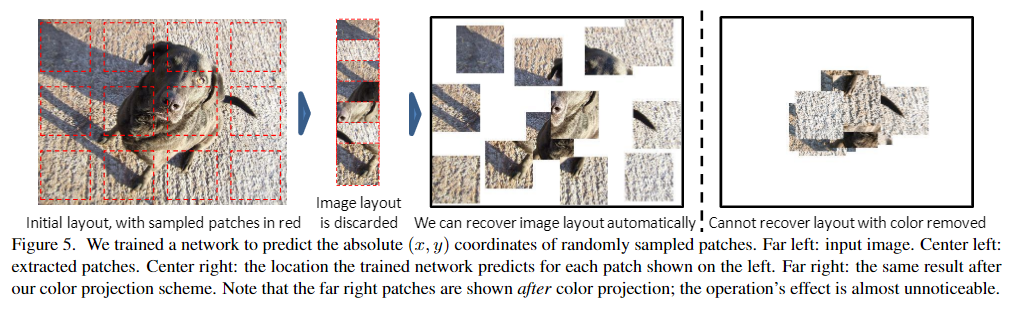 Initial layout, with sampled patches in red
Image layout
is discarded
We can recover image layout automatically
Cannot recover layout with color removed
Figure 5. We trained a network to predict the absolute (x, y) coordinates of randomly sampled patches. Far left: input image. Center left:
extracted patches. Center right: the location the trained network predicts for each patch shown on the left. Far right: the same result after
our color projection scheme. Note that the far right patches are shown after color projection; the operation's effect is almost unnoticeable.